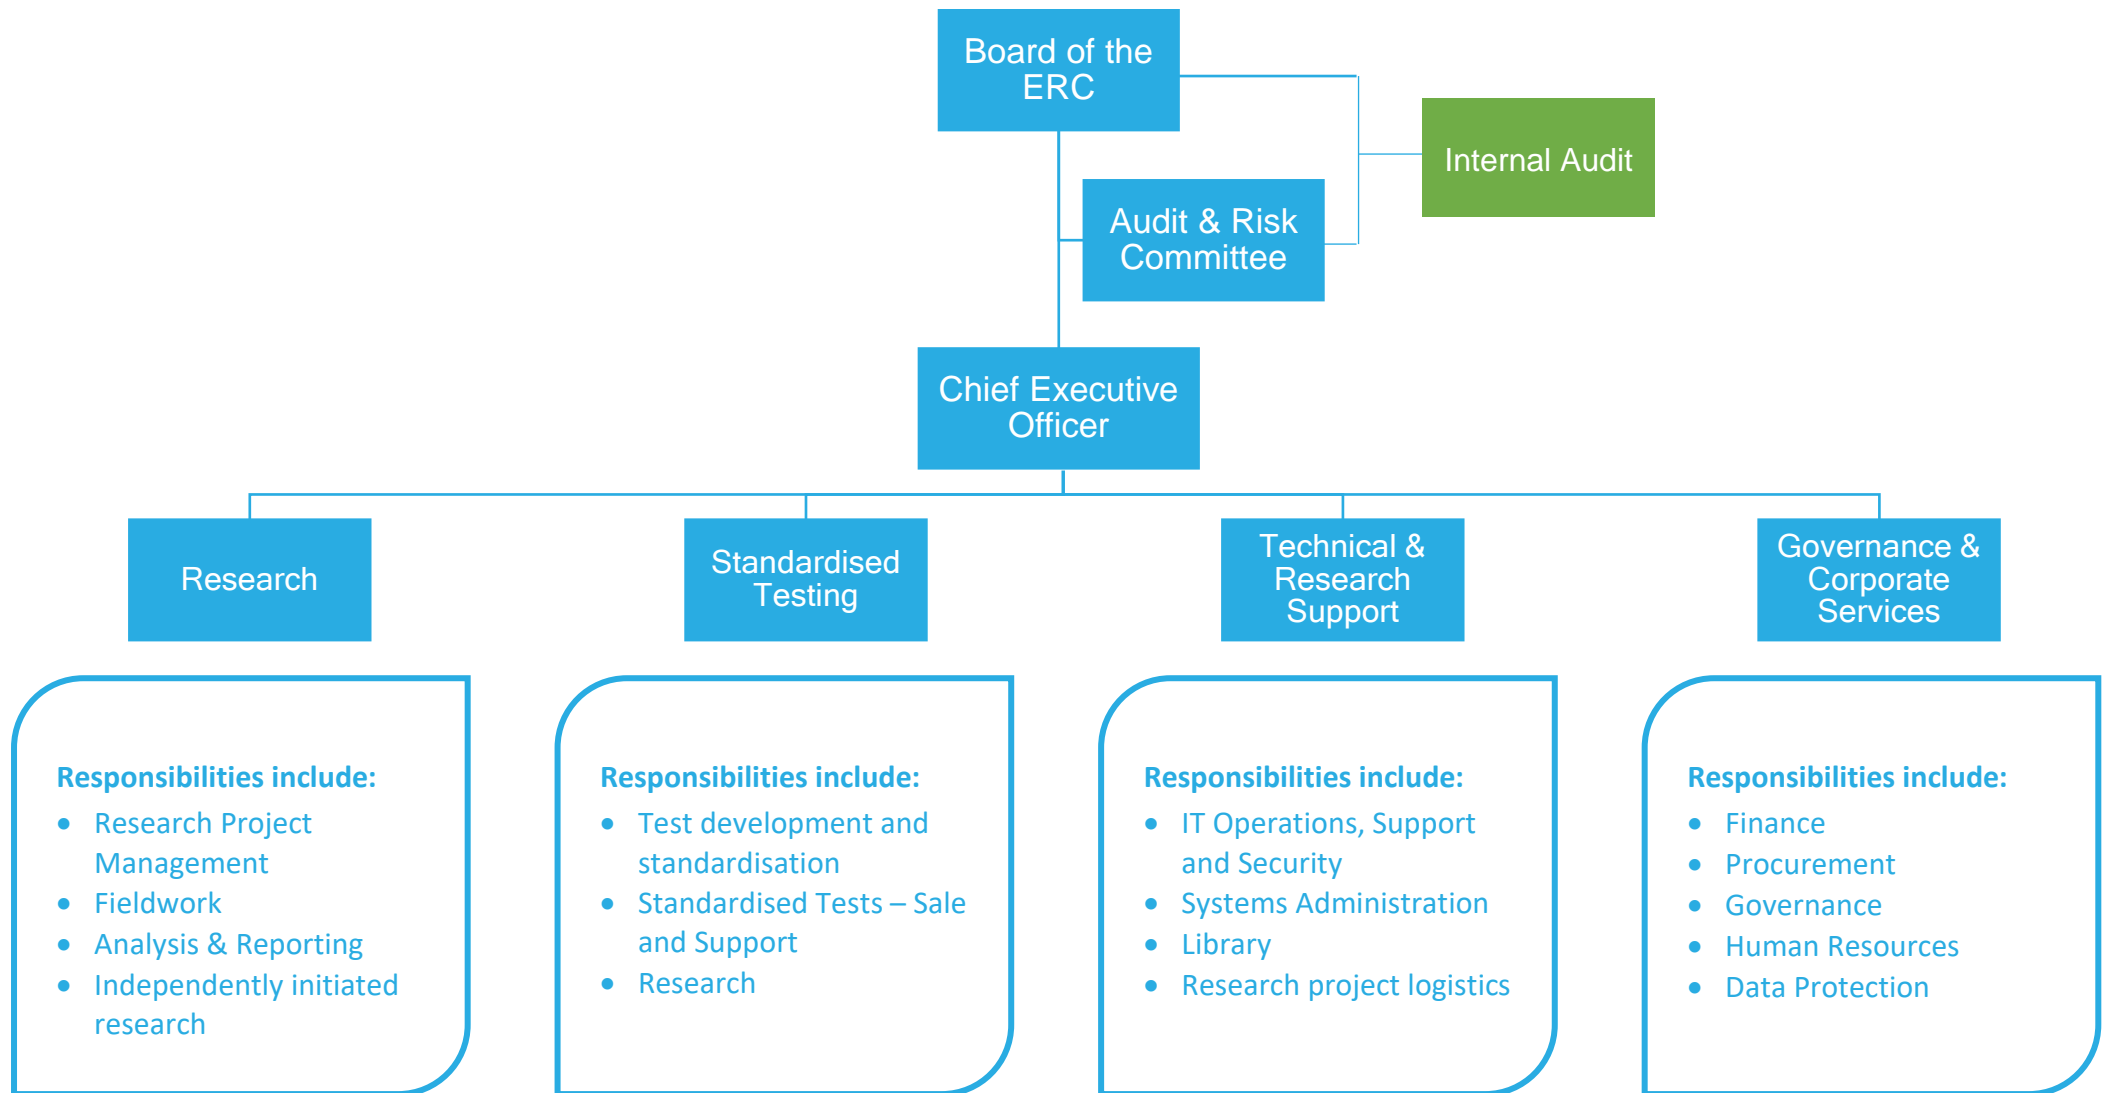 Board of the
ERC
Internal Audit
Audit & Risk
Committee
Chief Executive
Officer
Research
Standardised
Testing
Technical &
Research
Support
Governance &
Corporate
Services
Responsibilities include:
• Research Project
Management
• Fieldwork
• Analysis & Reporting
• Independently initiated
research
Responsibilities include:
• Test development and
standardisation
• Standardised Tests – Sale
and Support
• Research
Responsibilities include:
• IT Operations, Support
and Security
• Systems Administration
• Library
• Research project logistics
Responsibilities include:
• Finance
• Procurement
• Governance
• Human Resources
• Data Protection